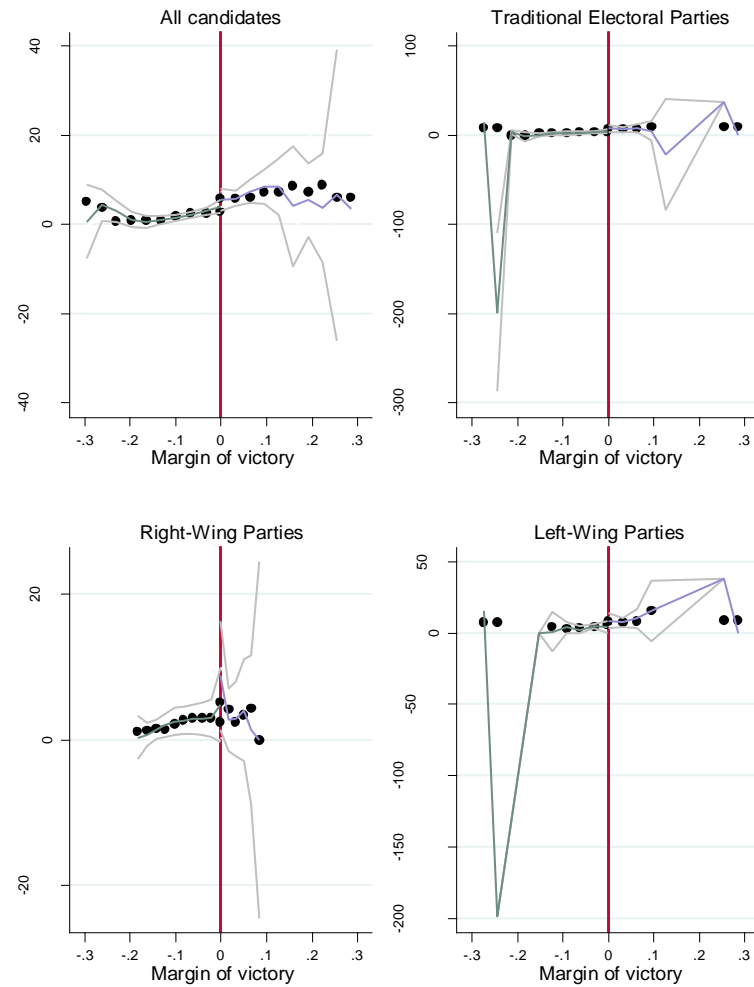 All candidates
40
20
0
-20
-40
-.3 -.2 -.1 0 .1 .2 .3
Margin of victory
Traditional Electoral Parties
100
0
-100
-200
-300
-.3 -.2 -.1 0 .1 .2 .3
Margin of victory
Right-Wing Parties
20
0
-20
-.3 -.2 -.1 0 .1 .2 .3
Margin of victory
Left-Wing Parties
50
0
-50
-100
-150
-200
-.3 -.2 -.1 0 .1 .2 .3
Margin of victory